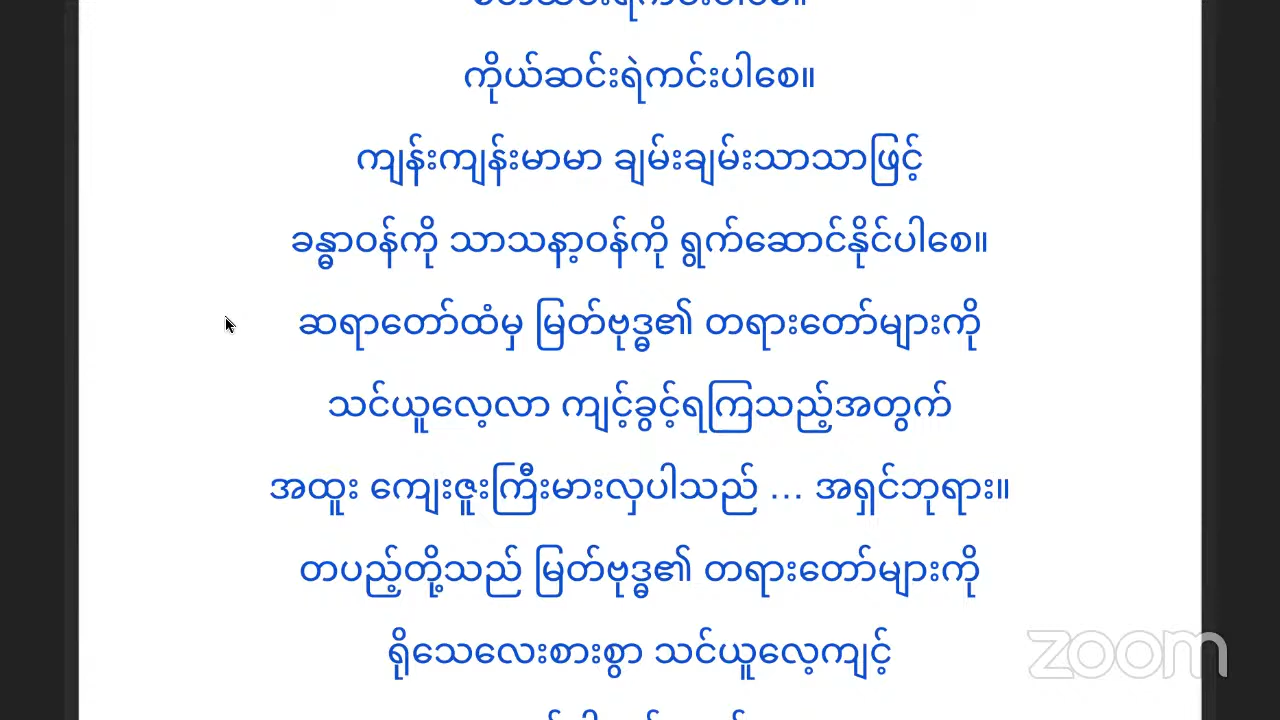 ကိုယ်ဆင်းရဲကင်းပါစေ။
ကျန်းကျန်းမာမာ ချမ်းချမ်းသာသာဖြင့်
ခန္ဓာဝန်ကို သာသနာ့ဝန်ကို ရွက်ဆောင်နိုင်ပါစေ။
ဆရာတော်ထံမှ မြတ်ဗုဒ္ဓ၏ တရားတော်များကို
သင်ယူလေ့လာ ကျင့်ခွင့်ရကြသည့်အတွက်
အထူး ကျေးဇူးကြီးမားလှပါသည် ... အရှင်ဘုရား။
တပည့်တို့သည် မြတ်ဗုဒ္ဓ၏ တရားတော်များကို
ရိုသေလေးစားစွာ သင်ယူလေ့ကျင့်
zoom